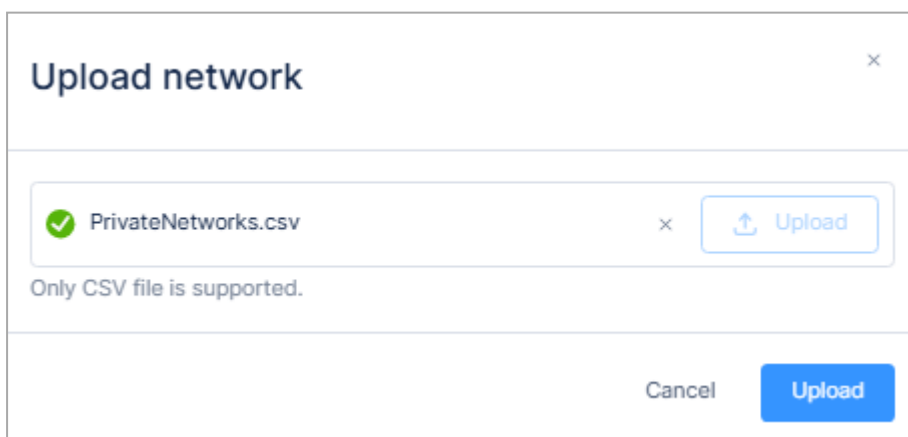 Upload network
PrivateNetworks.csv
Upload
Only CSV file is supported.
Cancel
Upload